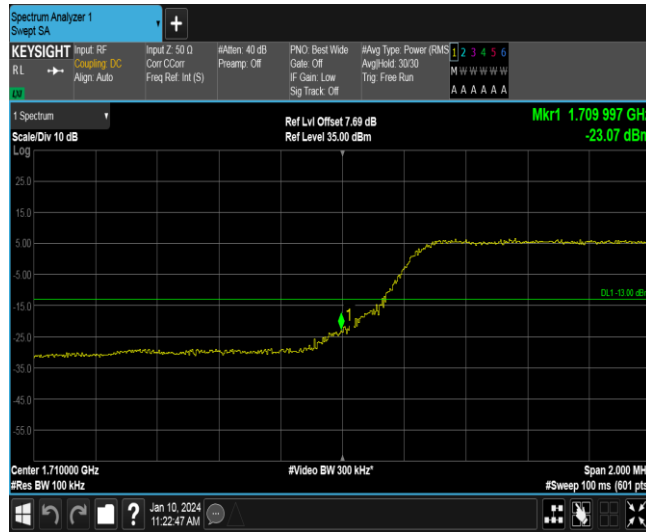 Spectrum Analyzer 1
Swept SA
+
KEYSIGHT
RL
LXI
Input: RF
Coupling: DC
Align: Auto
Input Z: 50 Ω
Corr CCorr
Freq Ref: Int (S)
#Atten: 40 dB
Preamp: Off
PNO: Best Wide
Gate: Off
IF Gain: Low
Sig Track: Off
#Avg Type: Power (RMS
Avg|Hold: 30/30
Trig: Free Run
1 2 3 4 5 6
M W W W W W
A A A A A A
1 Spectrum
Scale/Div 10 dB
Ref Lvl Offset 7.69 dB
Ref Level 35.00 dBm
Mkr1 1.709 997 GHz
-23.07 dBm
Log
25.0
15.0
5.00
-5.00
DL1 -13.00 dBm
-15.0
1
-25.0
-35.0
-45.0
-55.0
Center 1.710000 GHz
#Video BW 300 kHz*
Span 2.000 MH
#Res BW 100 kHz
#Sweep 100 ms (601 pts
?
Jan 10, 2024
11:22:47 AM